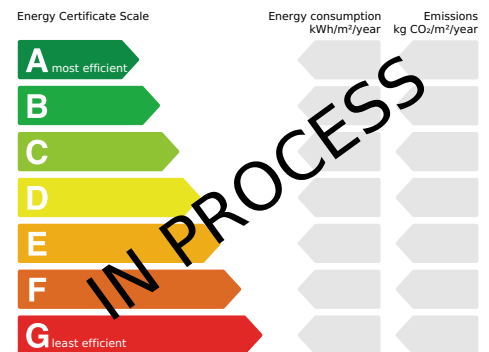 Energy Certificate Scale
Energy consumption
kWh/m²/year
Emissions
kg CO₂/m²/year
A most efficient
B
C
D
E
F
G least efficient
IN PROCESS